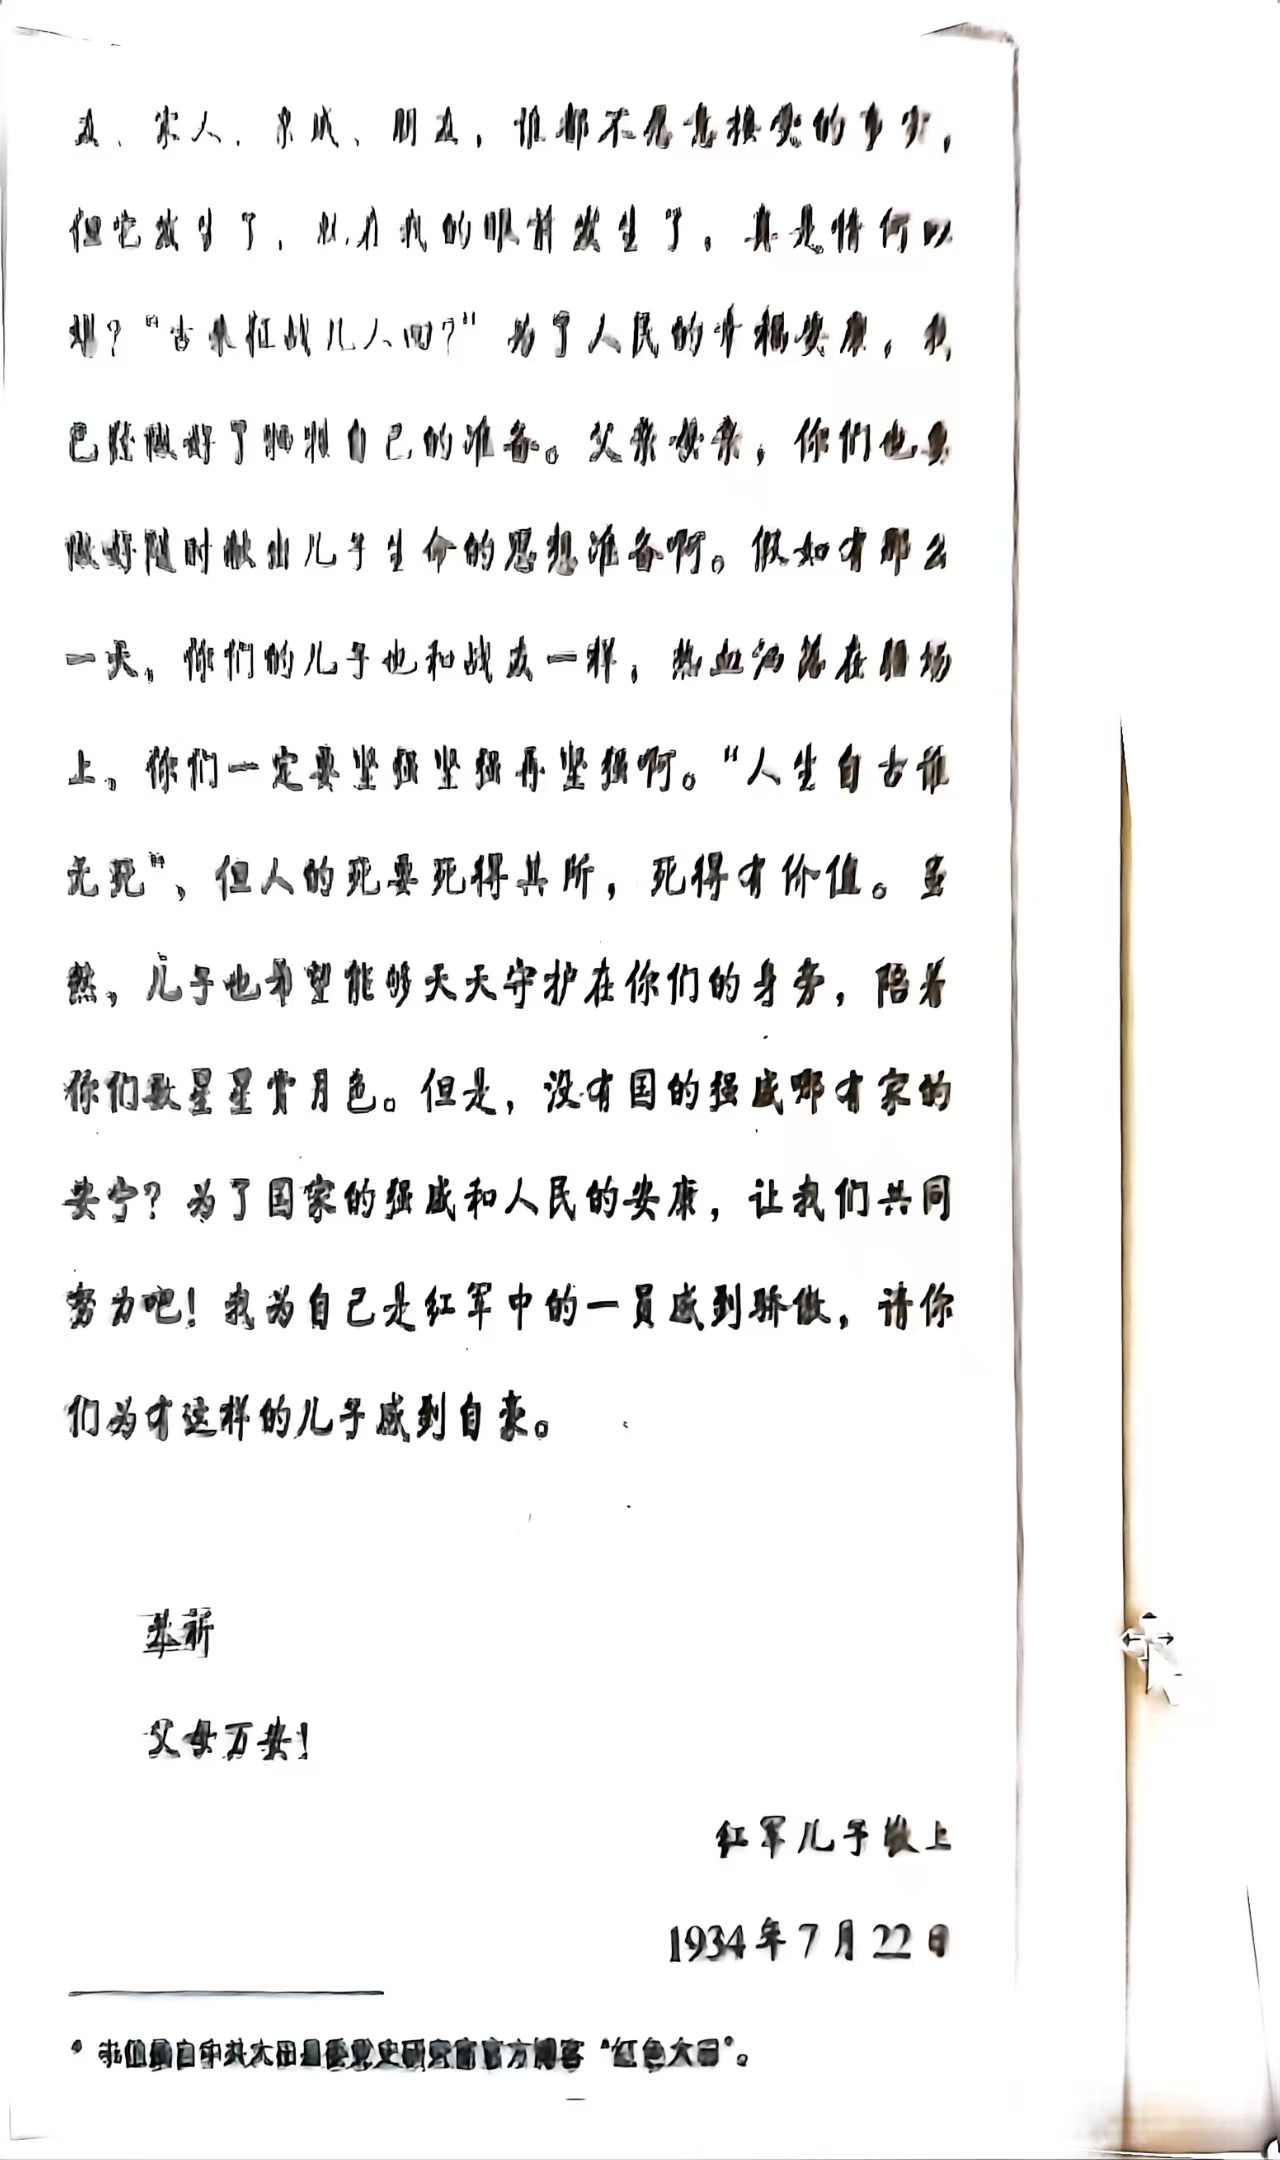 友、家人、亲戚、朋友，谁都不愿意接受的事实，
但它发生了，就在我的眼前发生了。真是情何以
堪？“古来征战几人回？”为了人民的幸福安康，我
已经做好了牺牲自己的准备。父亲母亲，你们也要
做好随时献出儿子生命的思想准备啊。假如有那么
一天，你们的儿子也和战友一样，热血洒落在疆场
上，你们一定要坚强坚强再坚强啊。“人生自古谁
无死”，但人的死要死得其所，死得有价值。虽
然，儿子也希望能够天天守护在你们的身旁，陪着
你们数星星赏月色。但是，没有国的强盛哪有家的
安宁？为了国家的强盛和人民的安康，让我们共同
努力吧！我为自己是红军中的一员感到骄傲，请你
们为有这样的儿子感到自豪。
恭祈
父母万安！
红军儿子敬上
1934年7月22日
自中共大田县委党史研究室官方博客“红色大田”。